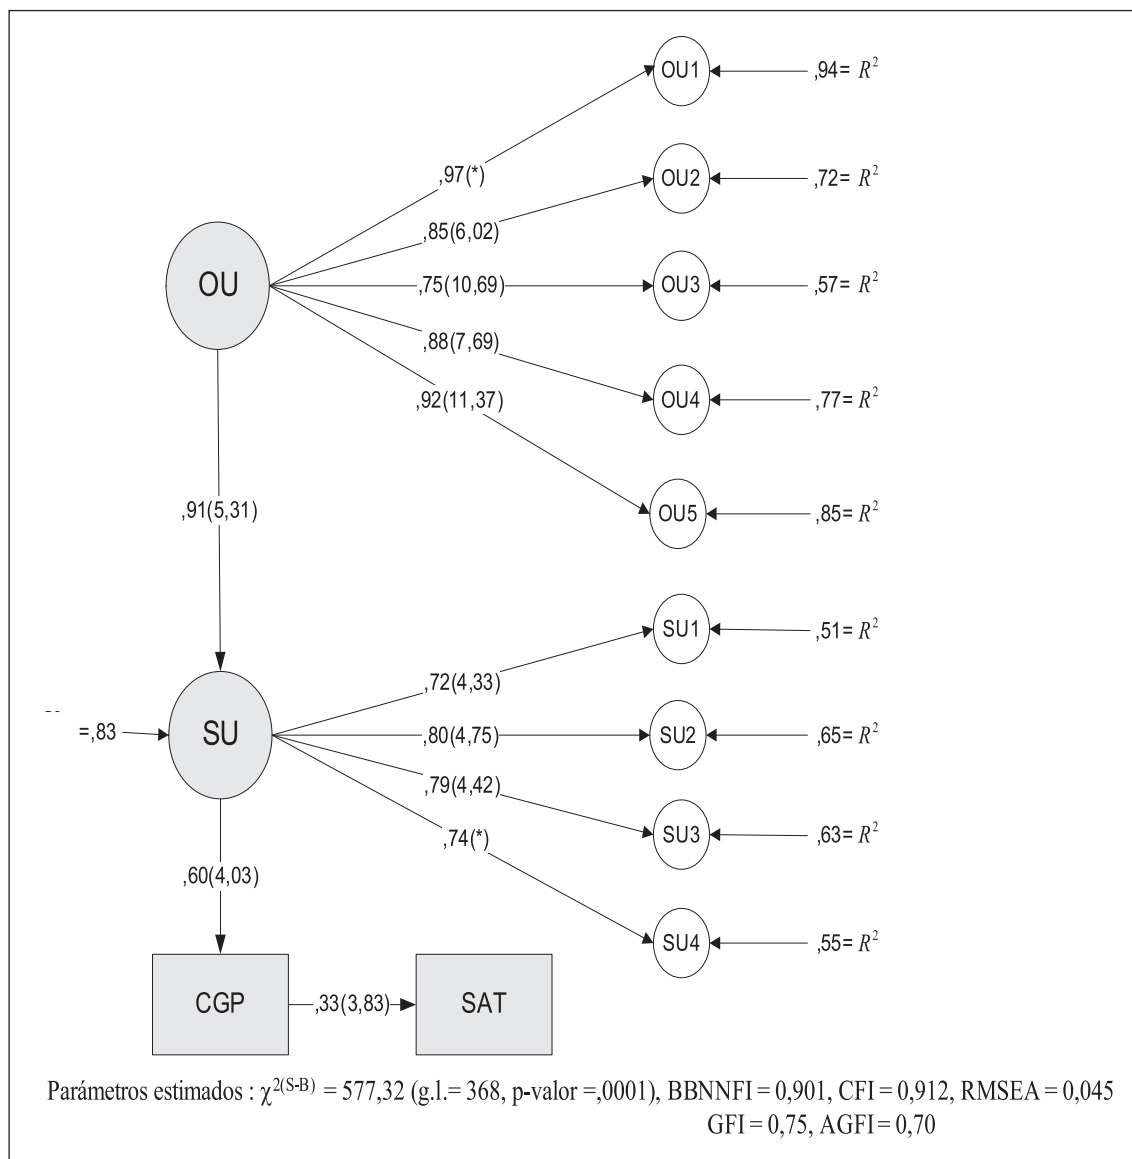 OU1
,94= R²
,97(*)
OU2
,72= R²
,85(6,02)
OU
,75(10,69)
OU3
,57= R²
,88(7,69)
,92(11,37)
OU4
,77= R²
,91(5,31)
OU5
,85= R²
SU1
,51= R²
,72(4,33)
=,83
SU
,80(4,75)
SU2
,65= R²
,79(4,42)
,74(*)
SU3
,63= R²
,60(4,03)
SU4
,55= R²
CGP
,33(3,83)
SAT
Parámetros estimados : χ²⁽ˢ⁻ᴮ⁾ = 577,32 (g.l.= 368, p-valor =,0001), BBNNFI = 0,901, CFI = 0,912, RMSEA = 0,045
GFI = 0,75, AGFI = 0,70